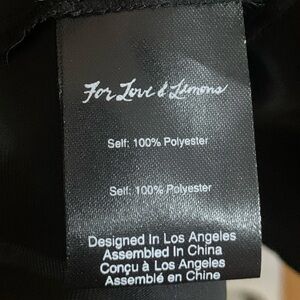 For Love & Lemons
Self: 100% Polyester
Self: 100% Polyester
Designed In Los Angeles
Assembled In China
Conçu à Los Angeles
Assemblé en Chine